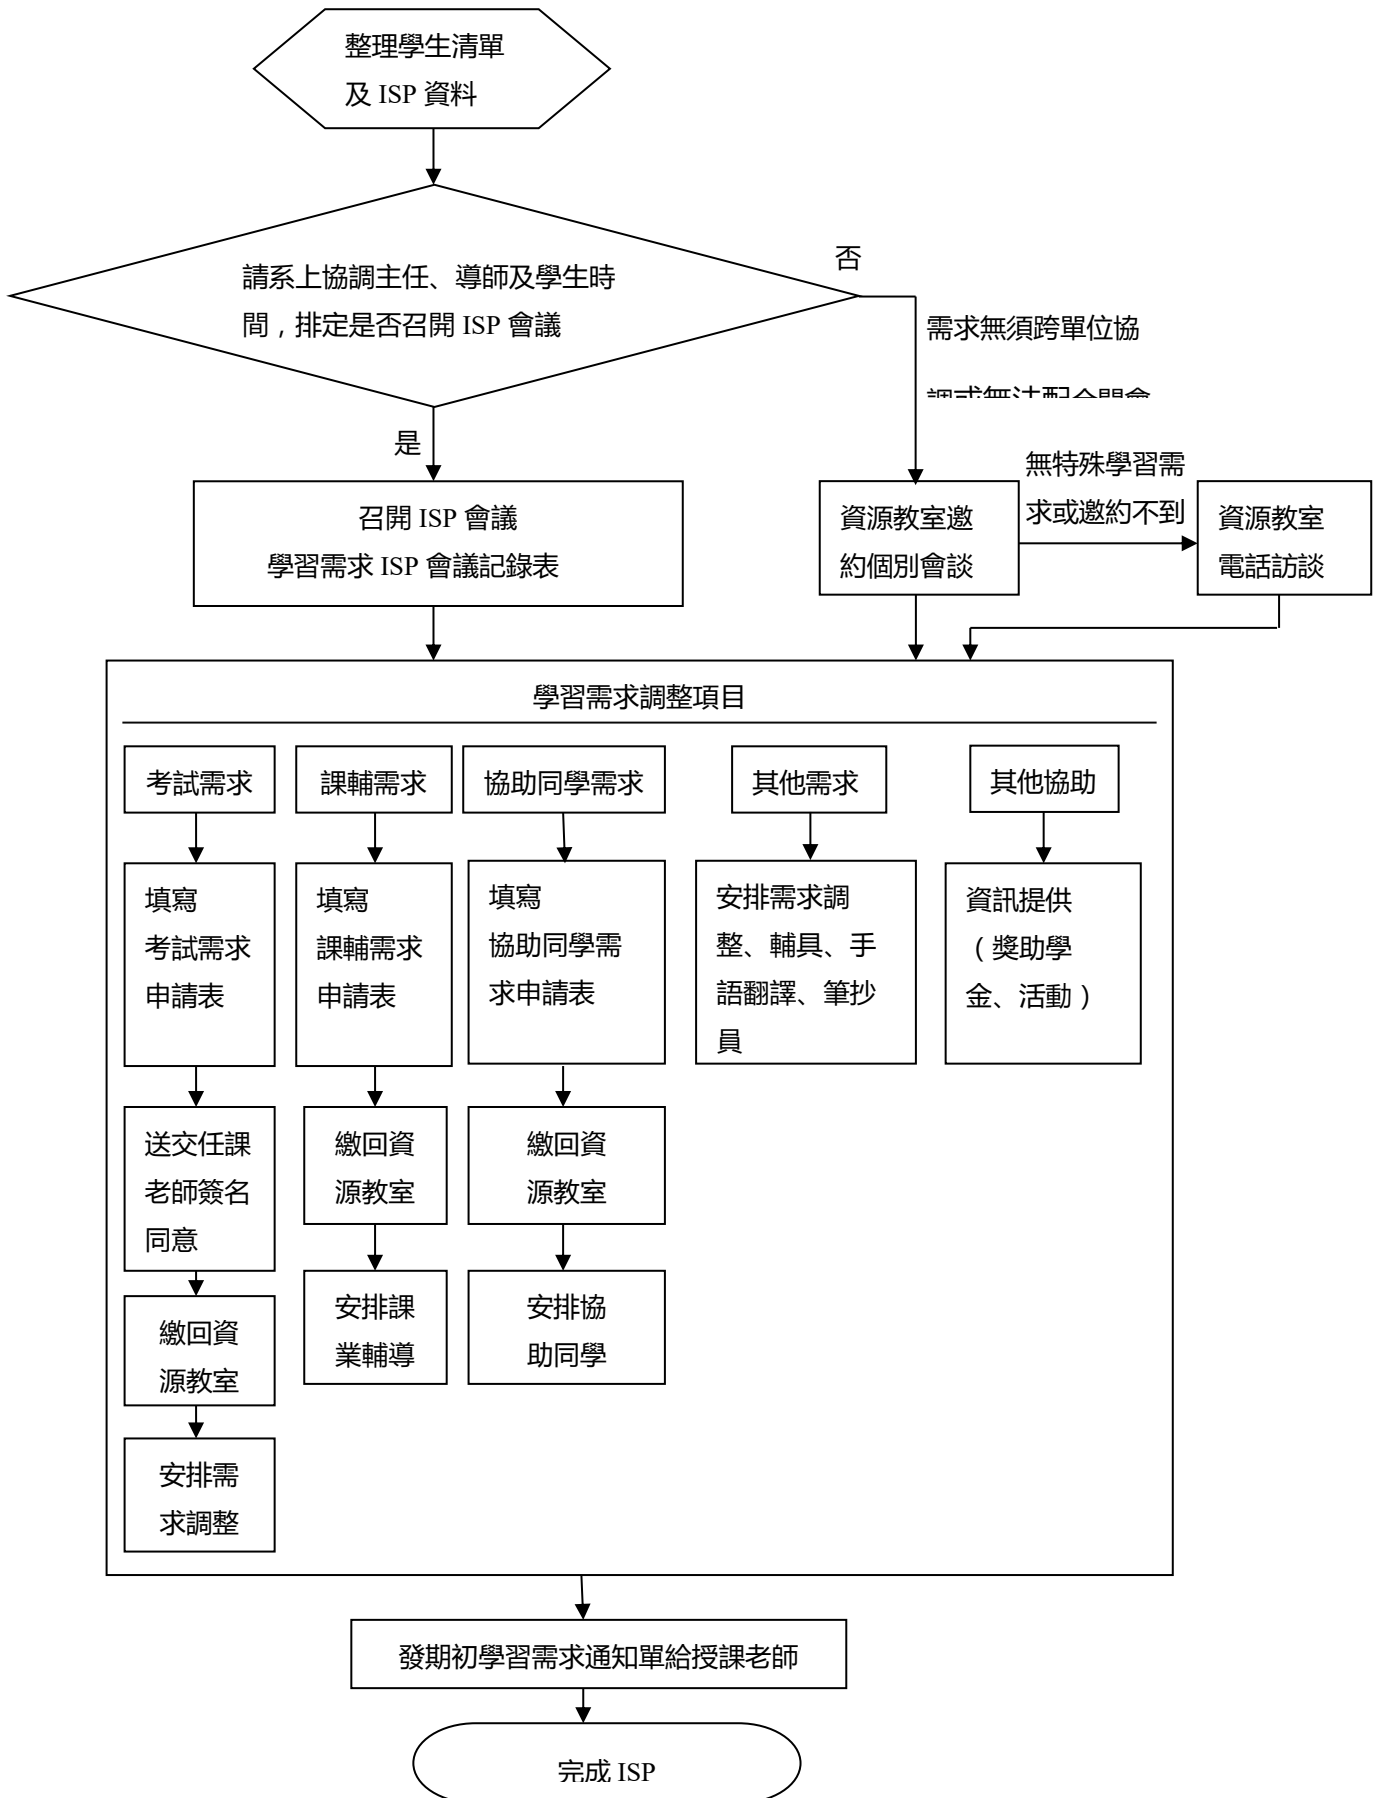 整理學生清單
及 ISP 資料
請系上協調主任、導師及學生時
間，排定是否召開 ISP 會議
否
需求無須跨單位協
調或無法配合開會
是
召開 ISP 會議
學習需求 ISP 會議記錄表
資源教室邀
約個別會談
無特殊學習需
求或邀約不到
資源教室
電話訪談
學習需求調整項目
考試需求
填寫
考試需求
申請表
送交任課
老師簽名
同意
繳回資
源教室
安排需
求調整
課輔需求
填寫
課輔需求
申請表
繳回資
源教室
安排課
業輔導
協助同學需求
填寫
協助同學需
求申請表
繳回資
源教室
安排協
助同學
其他需求
安排需求調
整、輔具、手
語翻譯、筆抄
員
其他協助
資訊提供
（獎助學
金、活動）
發期初學習需求通知單給授課老師
完成 ISP